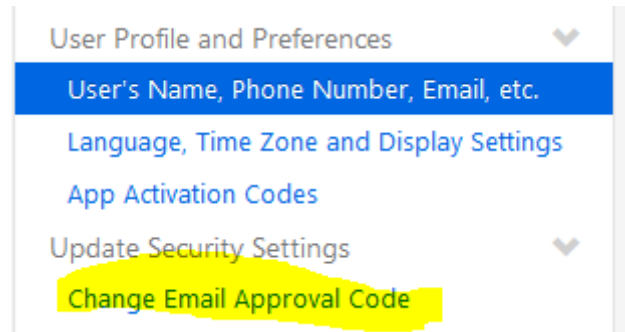 User Profile and Preferences
User's Name, Phone Number, Email, etc.
Language, Time Zone and Display Settings
App Activation Codes
Update Security Settings
Change Email Approval Code